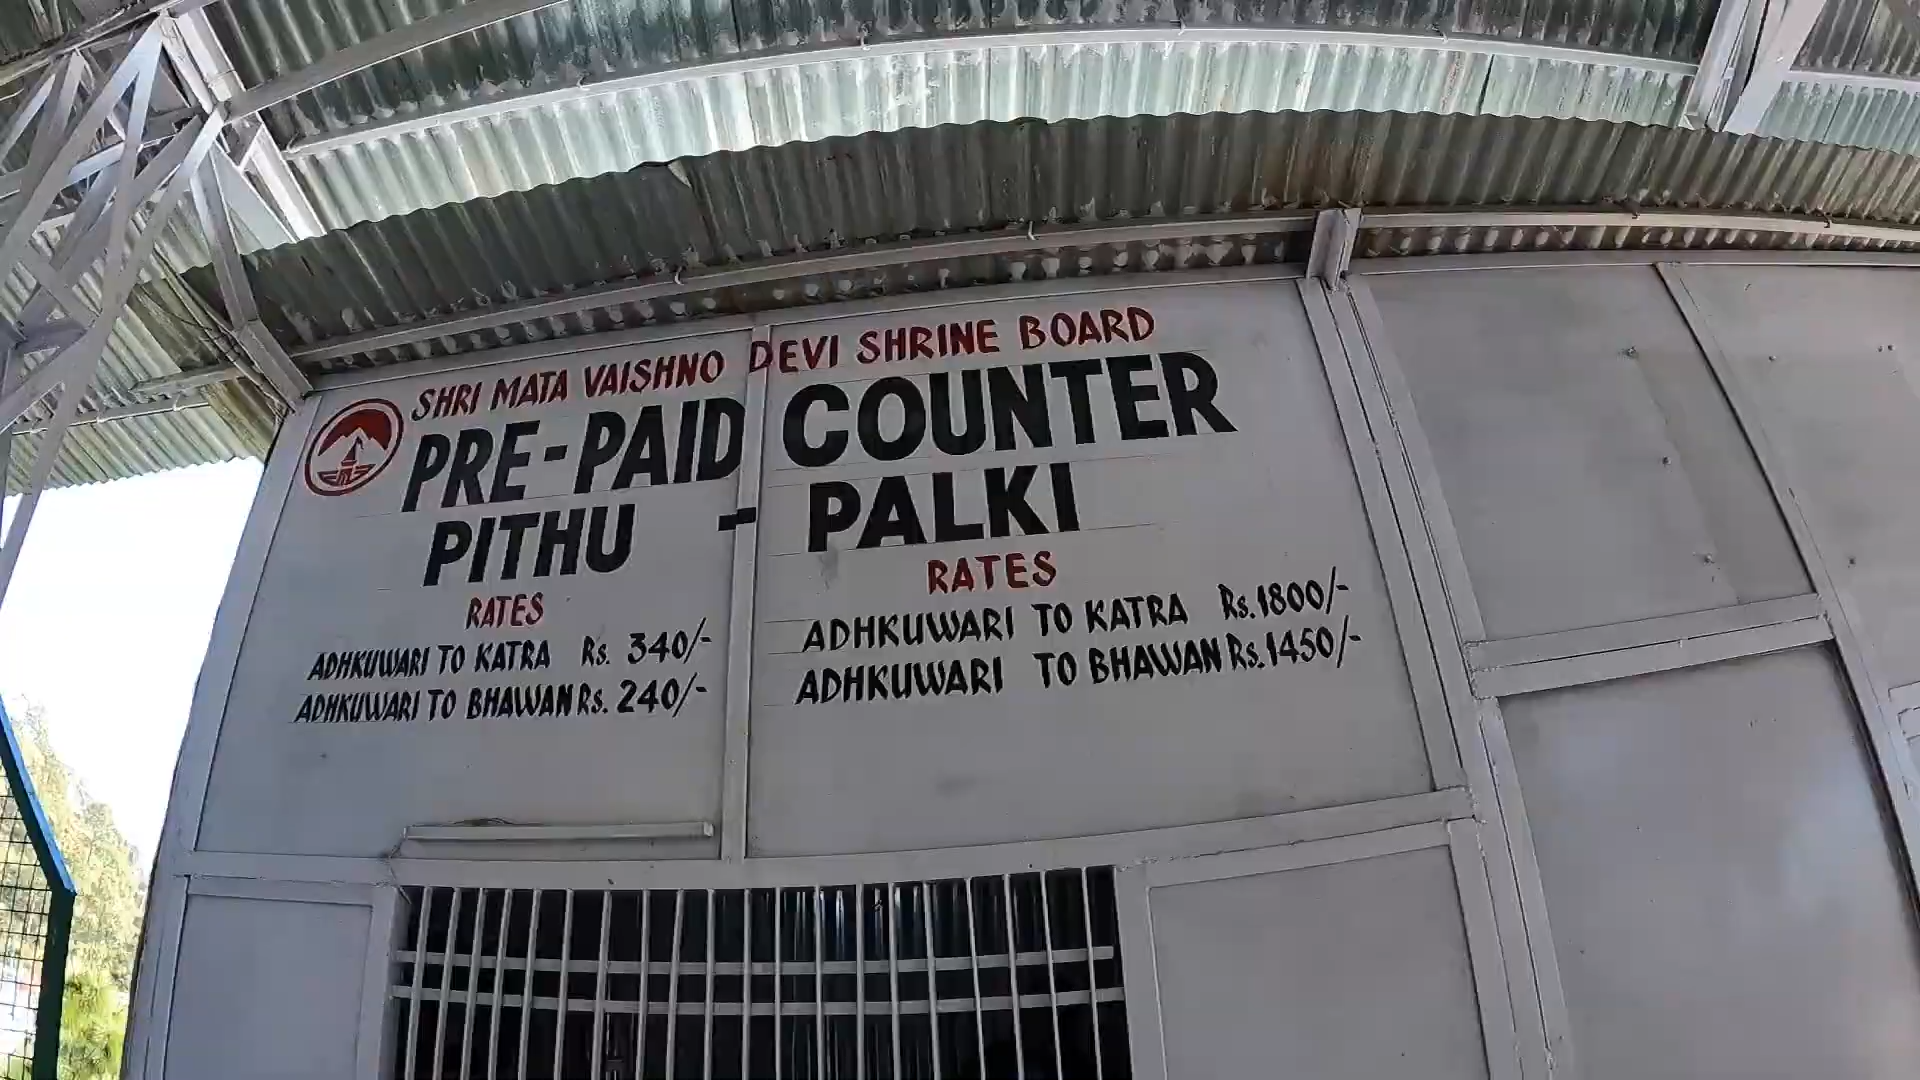 SHRI MATA VAISHNO DEVI SHRINE BOARD
PRE-PAID COUNTER
PITHU - PALKI
RATES
ADHKUWARI TO KATRA Rs. 340/-
ADHKUWARI TO BHAWAN Rs. 240/-
RATES
ADHKUWARI TO KATRA Rs. 1800/-
ADHKUWARI TO BHAWAN Rs. 1450/-